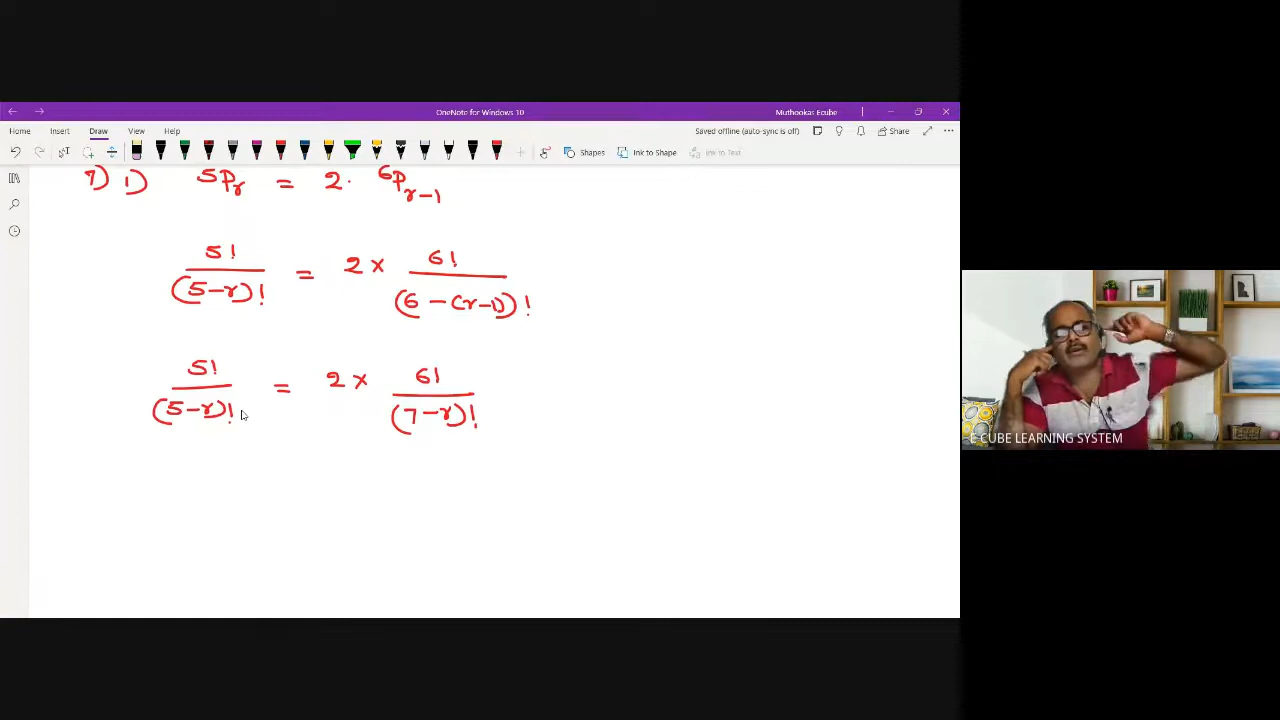 OneNote for Windows 10
Muthookas Ecube
Home Insert Draw View Help
Saved offline (auto-sync is off) Share
Shapes Ink to Shape Ink to Text
7) 1) 5Pr = 2. 6Pr-1
5! / (5-r)! = 2 × 6! / (6-(r-1))!
5! / (5-r)! = 2 × 6! / (7-r)!
E CUBE LEARNING SYSTEM